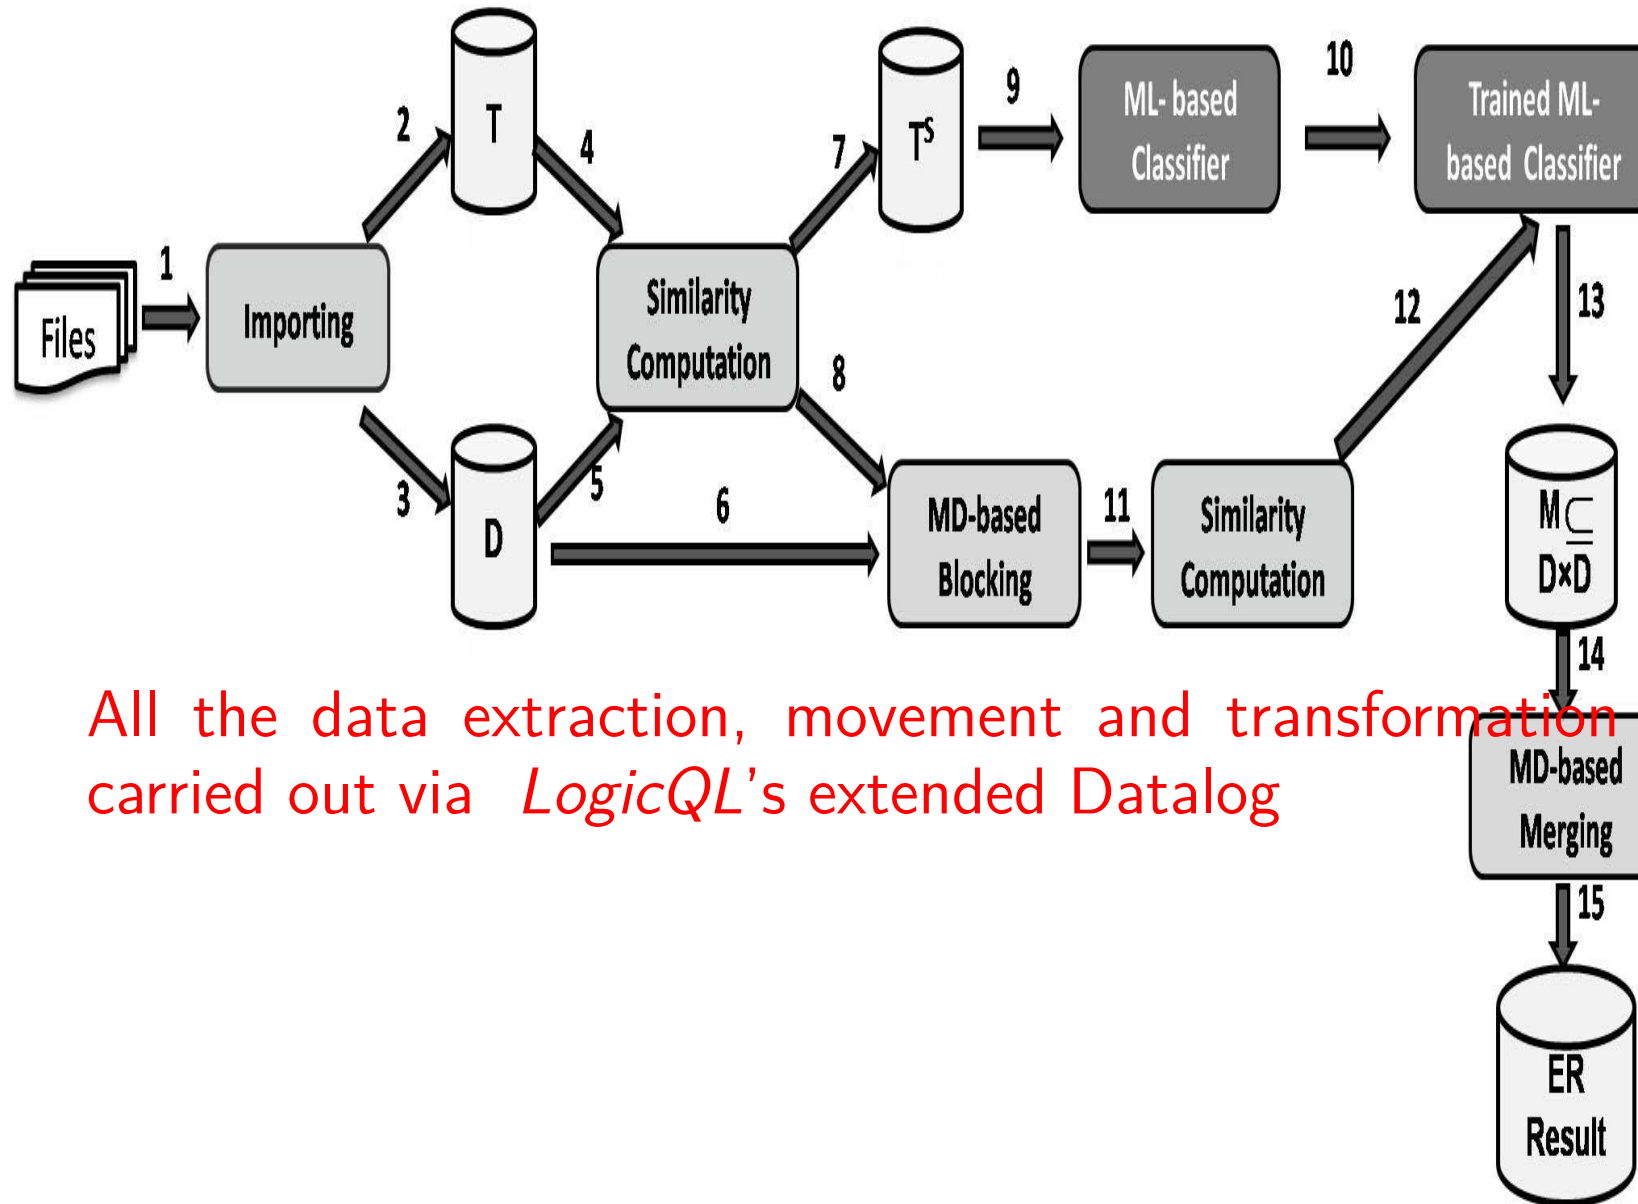 Files
1
Importing
2
3
T
D
4
5
6
Similarity
Computation
7
8
T^S
9
ML- based
Classifier
10
Trained ML-
based Classifier
MD-based
Blocking
11
Similarity
Computation
12
13
M ⊆
D×D
14
All the data extraction, movement and transformation
carried out via LogicQL's extended Datalog
MD-based
Merging
15
ER
Result